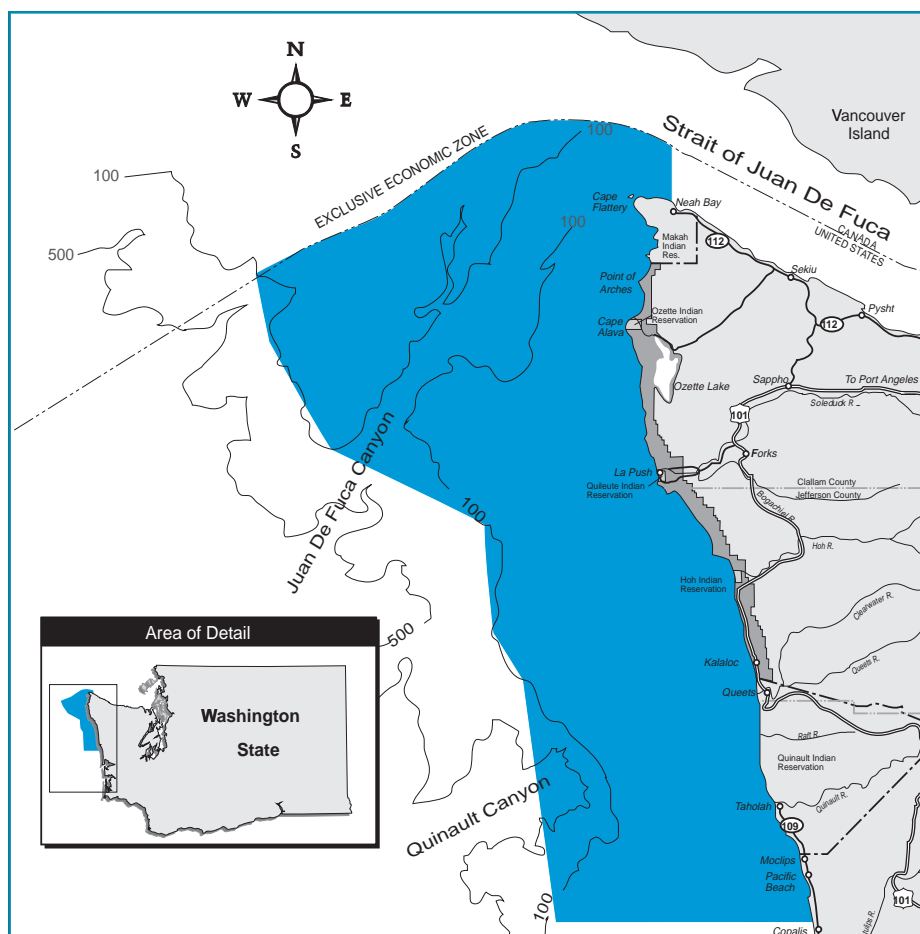 N
W
E
S
Vancouver
Island
Strait of Juan De Fuca
CANADA
UNITED STATES
EXCLUSIVE ECONOMIC ZONE
100
100
100
500
Cape
Flattery
Neah Bay
Makah
Indian
Res.
112
Sekiu
Point of
Arches
Pysht
Ozette Indian
Reservation
Cape
Alava
112
Ozette Lake
Sappho
To Port Angeles
Soleduck R
101
Forks
La Push
Quileute Indian
Reservation
Clallam County
Jefferson County
Bogachiel R.
Juan De Fuca Canyon
100
Hoh R.
Hoh Indian
Reservation
Clearwater R.
500
Kalaloc
Queets R.
Queets
Area of Detail
Washington
State
Raft R.
Quinault Indian
Reservation
Quinault Canyon
Taholah
Quinault R.
109
Moclips
Pacific
Beach
100
101
Copalis